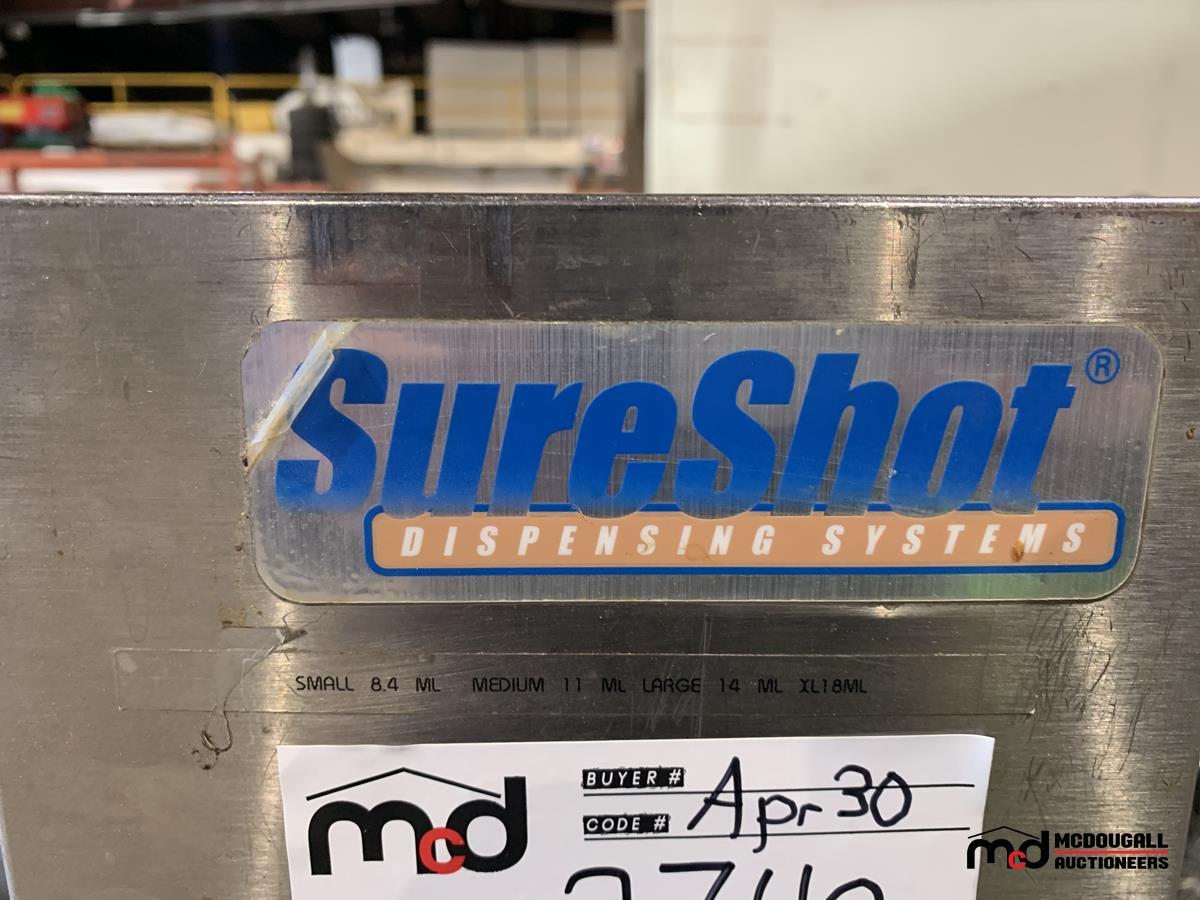 SureShot®
DISPENSING SYSTEMS
SMALL 8.4 ML MEDIUM 11 ML LARGE 14 ML XL18ML
mcd
BUYER #
Apr 30
CODE #
mcd MCDOUGALL
AUCTIONEERS